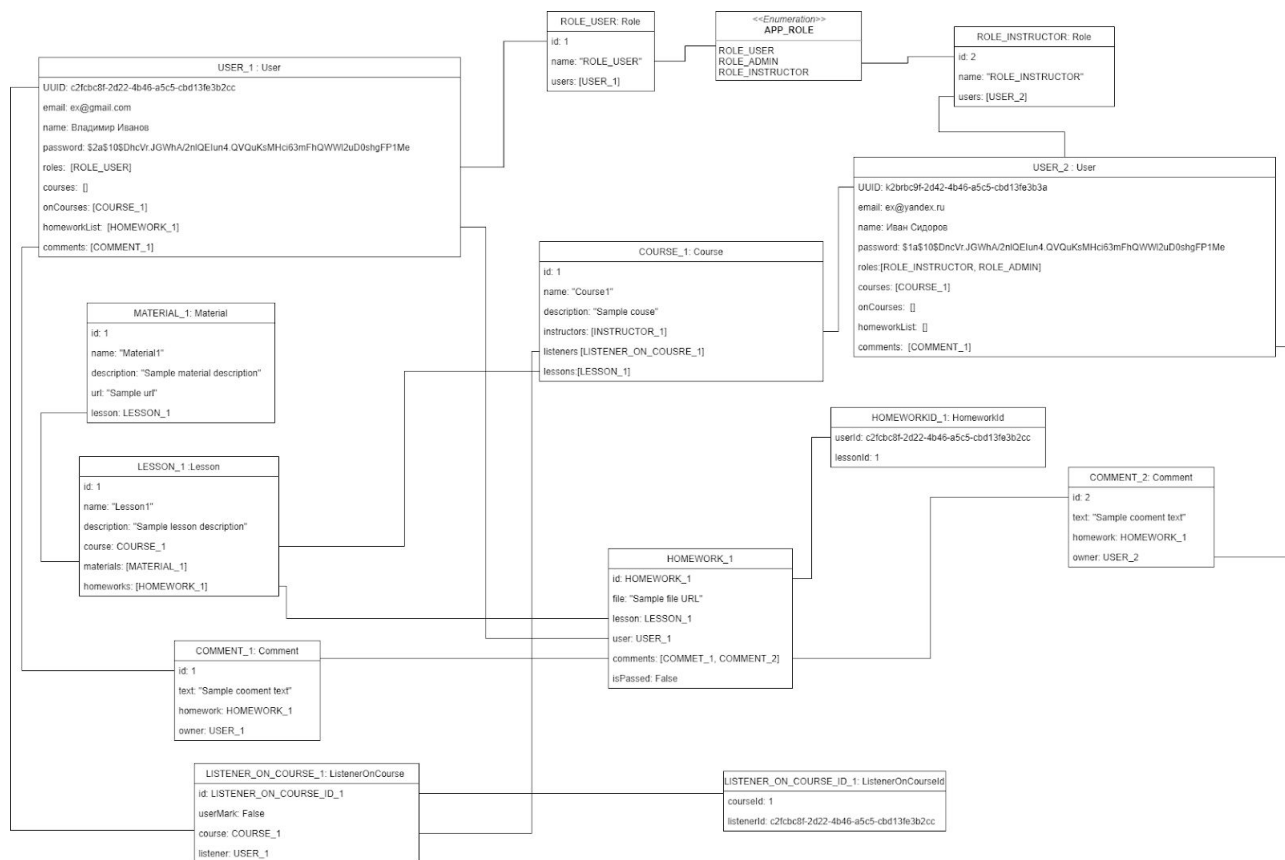 ROLE_USER: Role
id: 1
name: "ROLE_USER"
users: [USER_1]
<<Enumeration>>
APP_ROLE
ROLE_USER
ROLE_ADMIN
ROLE_INSTRUCTOR
ROLE_INSTRUCTOR: Role
id: 2
name: "ROLE_INSTRUCTOR"
users: [USER_2]
USER_1 : User
UUID: c2fcbc8f-2d22-4b46-a5c5-cbd13fe3b2cc
email: ex@gmail.com
name: Владимир Иванов
password: $2a$10$DhcVr.JGWhA/2nIQEIun4.QVQuKsMHci63mFhQWWI2uD0shgFP1Me
roles: [ROLE_USER]
courses: []
onCourses: [COURSE_1]
homeworkList: [HOMEWORK_1]
comments: [COMMENT_1]
USER_2 : User
UUID: k2brbc9f-2d42-4b46-a5c5-cbd13fe3b3a
email: ex@yandex.ru
name: Иван Сидоров
password: $1a$10$DncVr.JGWhA/2nIQEIun4.QVQuKsMHci63mFhQWWI2uD0shgFP1Me
roles:[ROLE_INSTRUCTOR, ROLE_ADMIN]
courses: [COURSE_1]
onCourses: []
homeworkList: []
comments: [COMMENT_1]
COURSE_1: Course
id: 1
name: "Course1"
description: "Sample couse"
instructors: [INSTRUCTOR_1]
listeners [LISTENER_ON_COUSRE_1]
lessons:[LESSON_1]
MATERIAL_1: Material
id: 1
name: "Material1"
description: "Sample material description"
url: "Sample url"
lesson: LESSON_1
HOMEWORKID_1: HomeworkId
userId: c2fcbc8f-2d22-4b46-a5c5-cbd13fe3b2cc
lessonId: 1
LESSON_1 :Lesson
id: 1
name: "Lesson1"
description: "Sample lesson description"
course: COURSE_1
materials: [MATERIAL_1]
homeworks: [HOMEWORK_1]
COMMENT_2: Comment
id: 2
text: "Sample cooment text"
homework: HOMEWORK_1
owner: USER_2
HOMEWORK_1
id: HOMEWORK_1
file: "Sample file URL"
lesson: LESSON_1
user: USER_1
comments: [COMMET_1, COMMENT_2]
isPassed: False
COMMENT_1: Comment
id: 1
text: "Sample cooment text"
homework: HOMEWORK_1
owner: USER_1
LISTENER_ON_COURSE_1: ListenerOnCourse
id: LISTENER_ON_COURSE_ID_1
userMark: False
course: COURSE_1
listener: USER_1
LISTENER_ON_COURSE_ID_1: ListenerOnCourseId
courseId: 1
listenerId: c2fcbc8f-2d22-4b46-a5c5-cbd13fe3b2cc